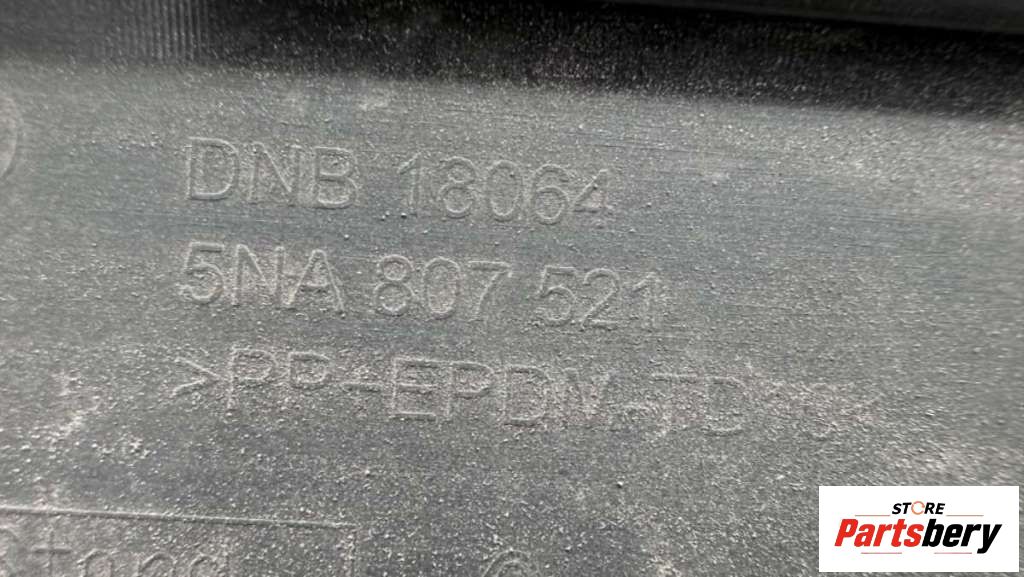 DNB 18064
5NA 807 521
>PP-EPDM-TD
STORE
Partsbery